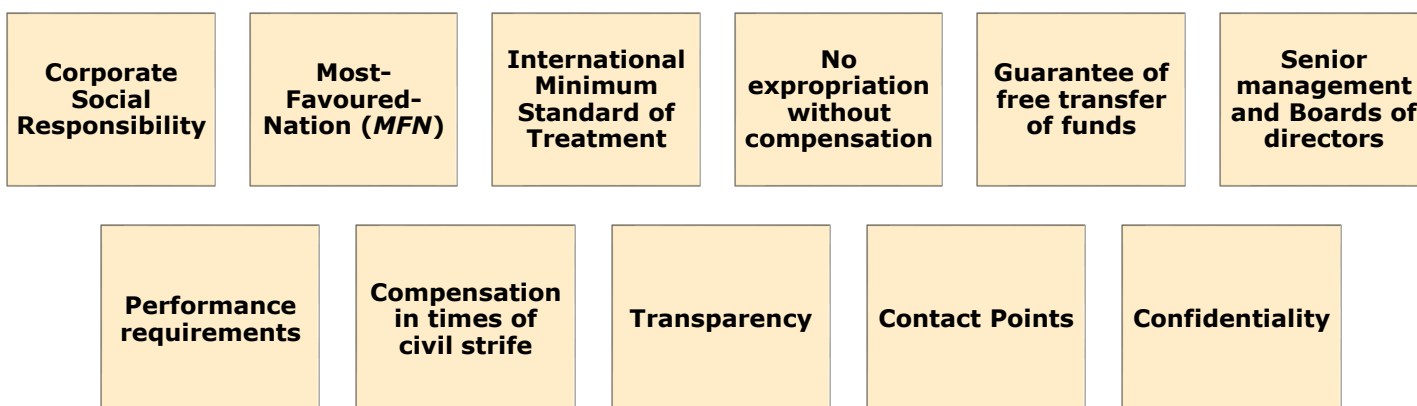 Corporate
Social
Responsibility
Most-
Favoured-
Nation (MFN)
International
Minimum
Standard of
Treatment
No
expropriation
without
compensation
Guarantee of
free transfer
of funds
Senior
management
and Boards of
directors
Performance
requirements
Compensation
in times of
civil strife
Transparency
Contact Points
Confidentiality